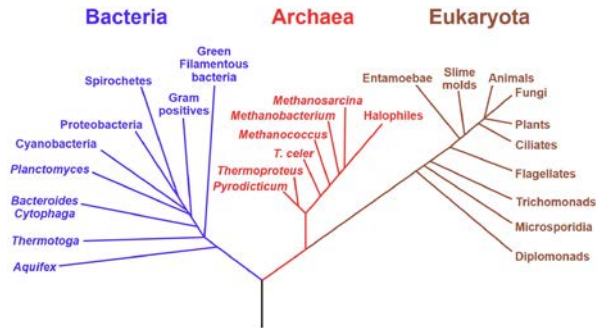 Bacteria
Archaea
Eukaryota
Green
Filamentous
bacteria
Spirochetes
Gram
positives
Proteobacteria
Cyanobacteria
Planctomyces
Bacteroides
Cytophaga
Thermotoga
Aquifex
Methanosarcina
Methanobacterium
Halophiles
Methanococcus
T. celer
Thermoproteus
Pyrodicticum
Entamoebae
Slime
molds
Animals
Fungi
Plants
Ciliates
Flagellates
Trichomonads
Microsporidia
Diplomonads